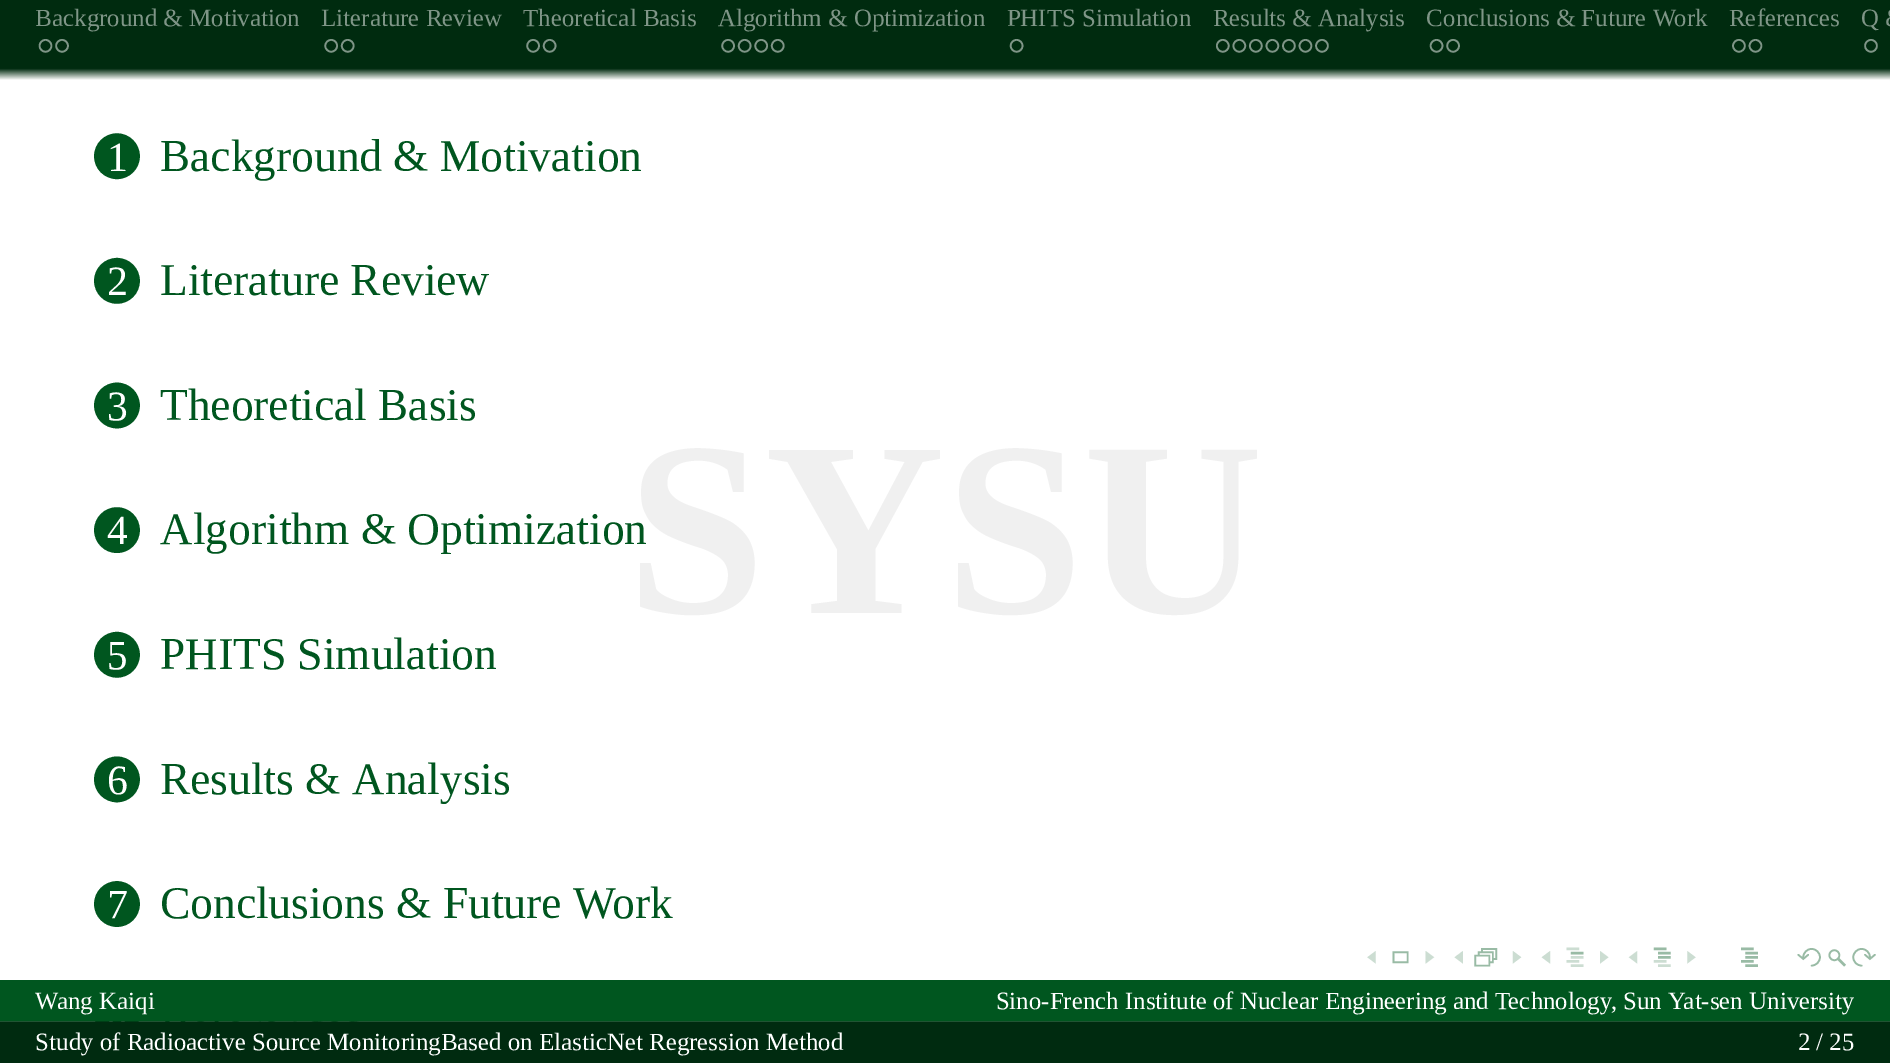 Background & Motivation Literature Review Theoretical Basis Algorithm & Optimization PHITS Simulation Results & Analysis Conclusions & Future Work References Q
1 Background & Motivation
2 Literature Review
3 Theoretical Basis
SYSU
4 Algorithm & Optimization
5 PHITS Simulation
6 Results & Analysis
7 Conclusions & Future Work
Wang Kaiqi Sino-French Institute of Nuclear Engineering and Technology, Sun Yat-sen University
Study of Radioactive Source MonitoringBased on ElasticNet Regression Method 2 / 25